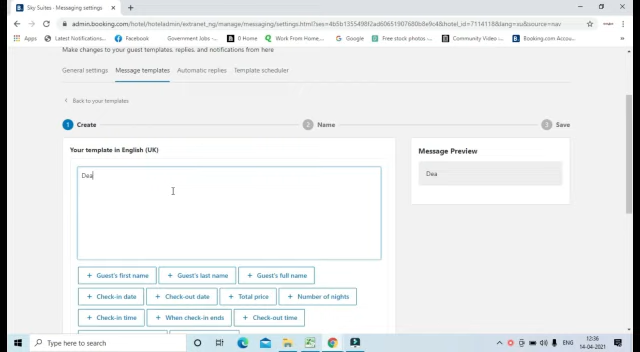 Sky Suites · Messaging settings
admin.booking.com/hotel/hoteladmin/extranet_ng/manage/messaging/settings.html?ses=4b5b1355498f2ad60651907680b8a9c4&hotel_id=7114118&lang=xu&source=nav
Apps Latest Notification... Facebook Government Jobs -... 0 Home Work From Home,... Google Free stock photos -... Community Video -... Booking.com Accou...
Make changes to your guest templates, replies, and notifications from here
General settings Message templates Automatic replies Template scheduler
Back to your templates
1 Create 2 Name 3 Save
Your template in English (UK)
Message Preview
Dea
Dea
+ Guest's first name + Guest's last name + Guest's full name
+ Check-in date + Check-out date + Total price + Number of nights
+ Check-in time + When check-in ends + Check-out time
Type here to search
ENG
12:36
14-04-2021